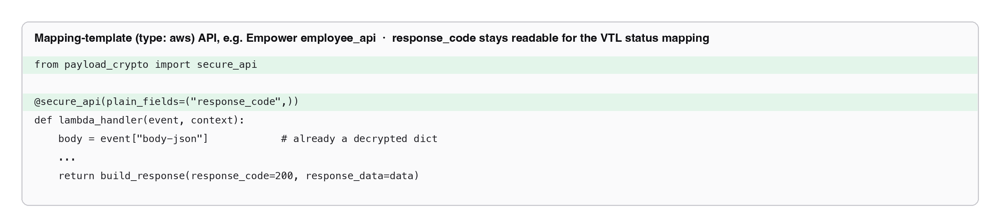 Mapping-template (type: aws) API, e.g. Empower employee_api · response_code stays readable for the VTL status mapping
from payload_crypto import secure_api
@secure_api(plain_fields=("response_code",))
def lambda_handler(event, context):
    body = event["body-json"]            # already a decrypted dict
    ...
    return build_response(response_code=200, response_data=data)